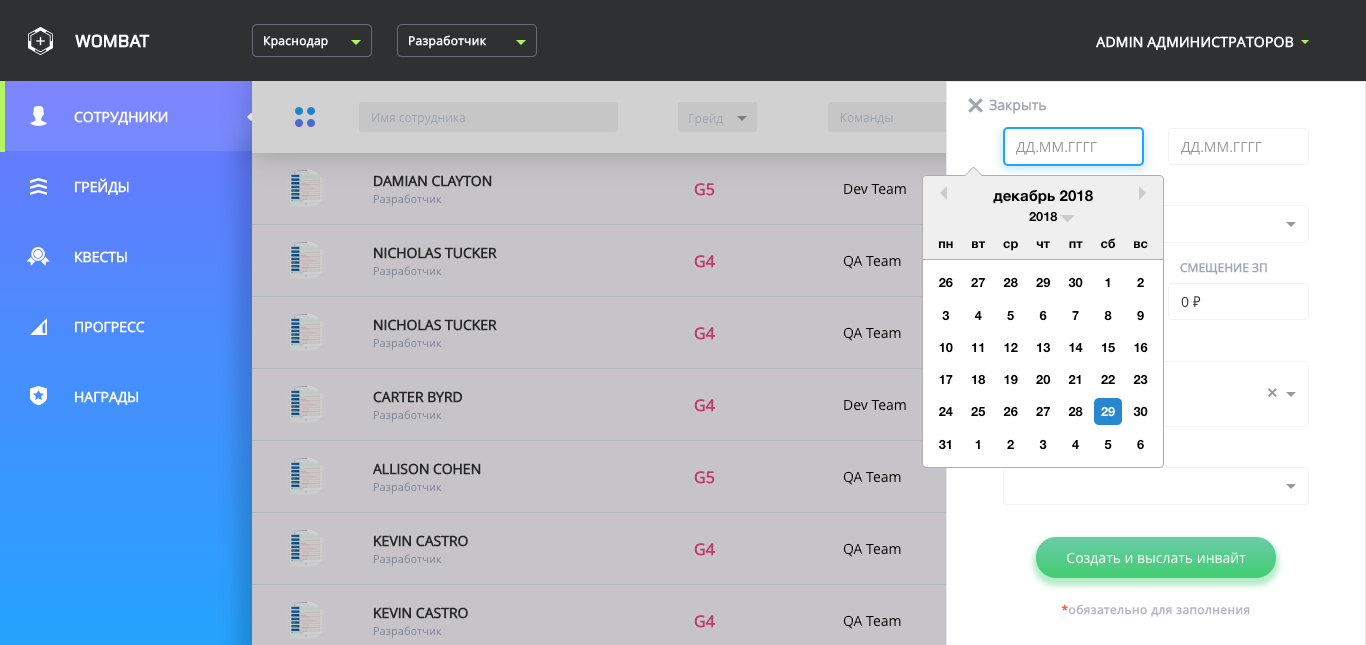 WOMBAT
Краснодар
Разработчик
ADMIN АДМИНИСТРАТОРОВ
СОТРУДНИКИ
ГРЕЙДЫ
КВЕСТЫ
ПРОГРЕСС
НАГРАДЫ
Имя сотрудника
Грейд
Команды
DAMIAN CLAYTON
Разработчик
G5
Dev Team
NICHOLAS TUCKER
Разработчик
G4
QA Team
NICHOLAS TUCKER
Разработчик
G4
QA Team
CARTER BYRD
Разработчик
G4
Dev Team
ALLISON COHEN
Разработчик
G5
QA Team
KEVIN CASTRO
Разработчик
G4
QA Team
KEVIN CASTRO
Разработчик
G4
QA Team
Закрыть
ДД.ММ.ГГГГ
ДД.ММ.ГГГГ
декабрь 2018
2018
пн вт ср чт пт сб вс
26 27 28 29 30 1 2
3 4 5 6 7 8 9
10 11 12 13 14 15 16
17 18 19 20 21 22 23
24 25 26 27 28 29 30
31 1 2 3 4 5 6
СМЕЩЕНИЕ ЗП
0 ₽
Создать и выслать инвайт
*обязательно для заполнения